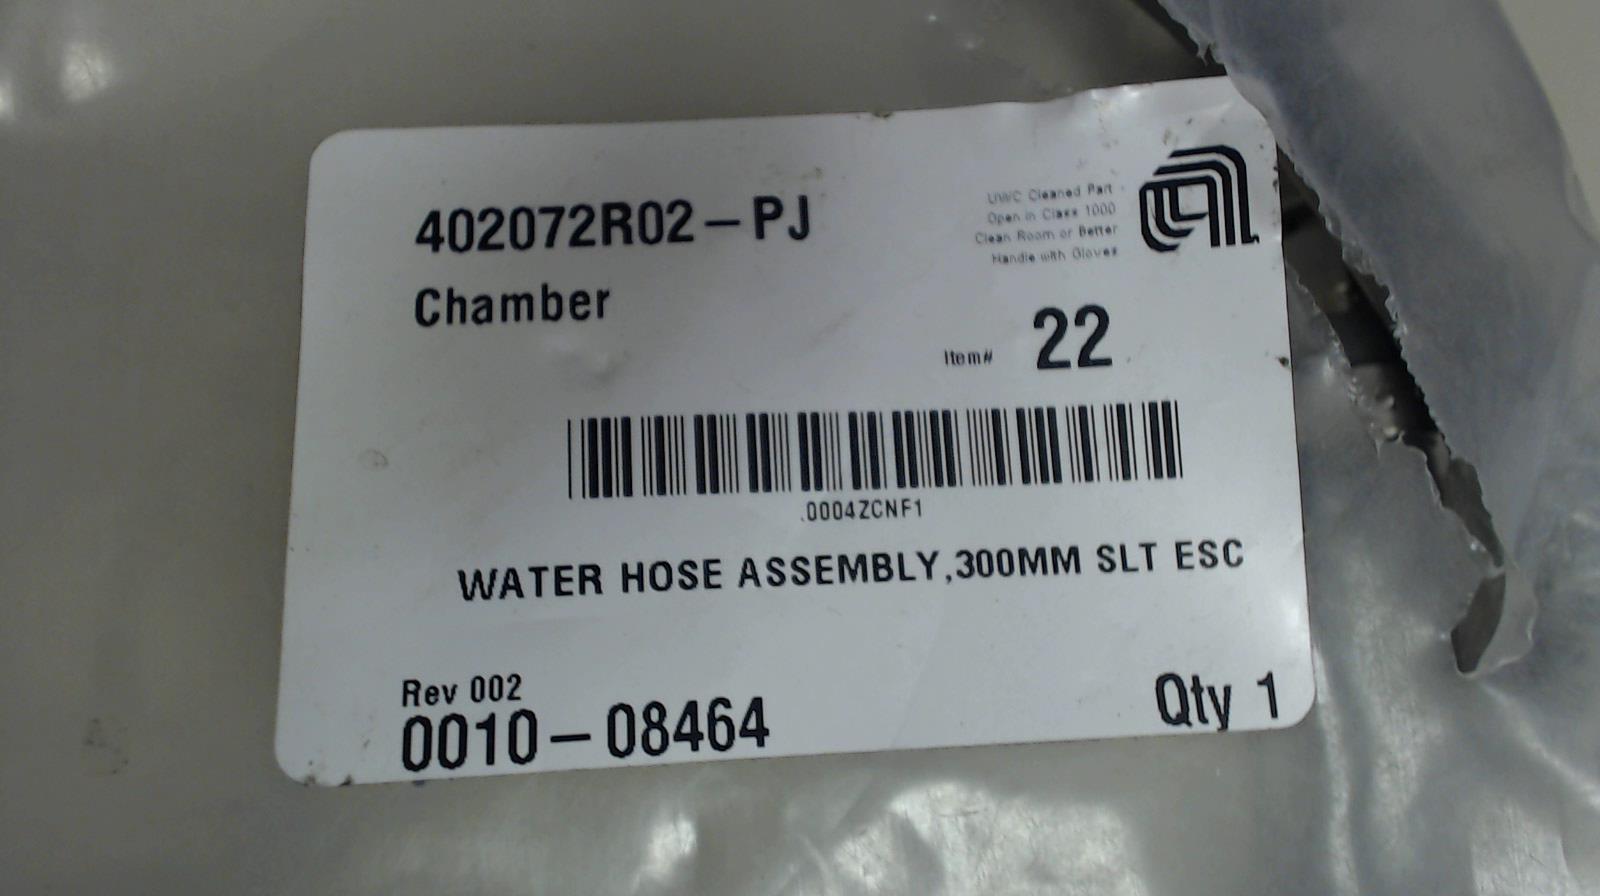 402072R02-PJ
Chamber
UWC Cleaned Part
Open in Class 1000
Clean Room or Better
Handle with Gloves
Item# 22
.0004ZCNF1
WATER HOSE ASSEMBLY,300MM SLT ESC
Rev 002
0010-08464
Qty 1